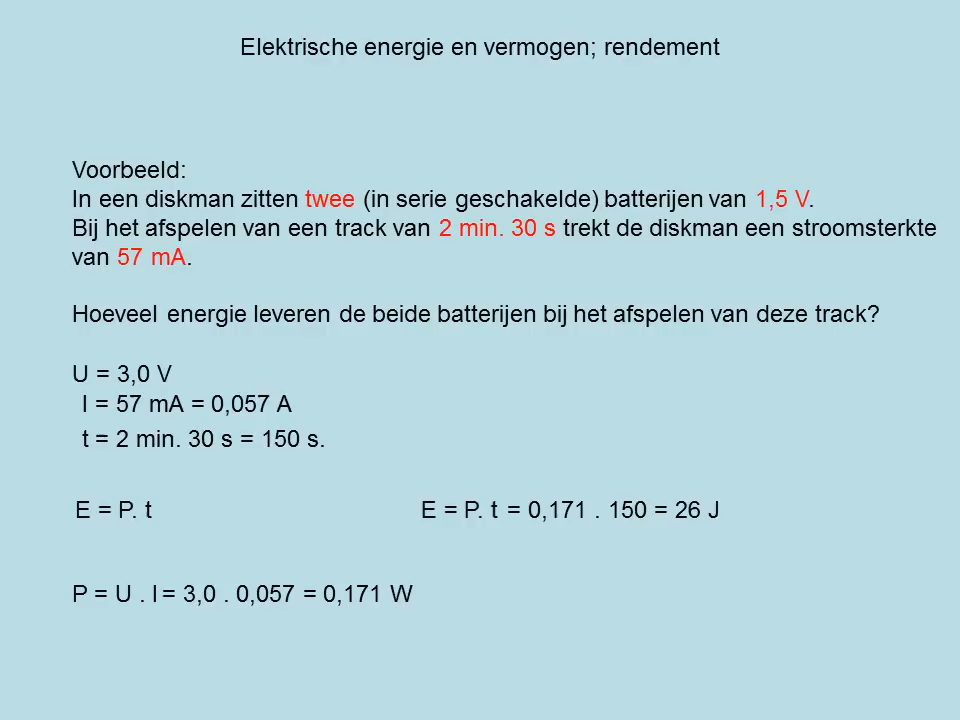 Elektrische energie en vermogen; rendement
Voorbeeld:
In een diskman zitten twee (in serie geschakelde) batterijen van 1,5 V.
Bij het afspelen van een track van 2 min. 30 s trekt de diskman een stroomsterkte
van 57 mA.
Hoeveel energie leveren de beide batterijen bij het afspelen van deze track?
U = 3,0 V
I = 57 mA = 0,057 A
t = 2 min. 30 s = 150 s.
E = P. t
E = P. t = 0,171 . 150 = 26 J
P = U . I = 3,0 . 0,057 = 0,171 W